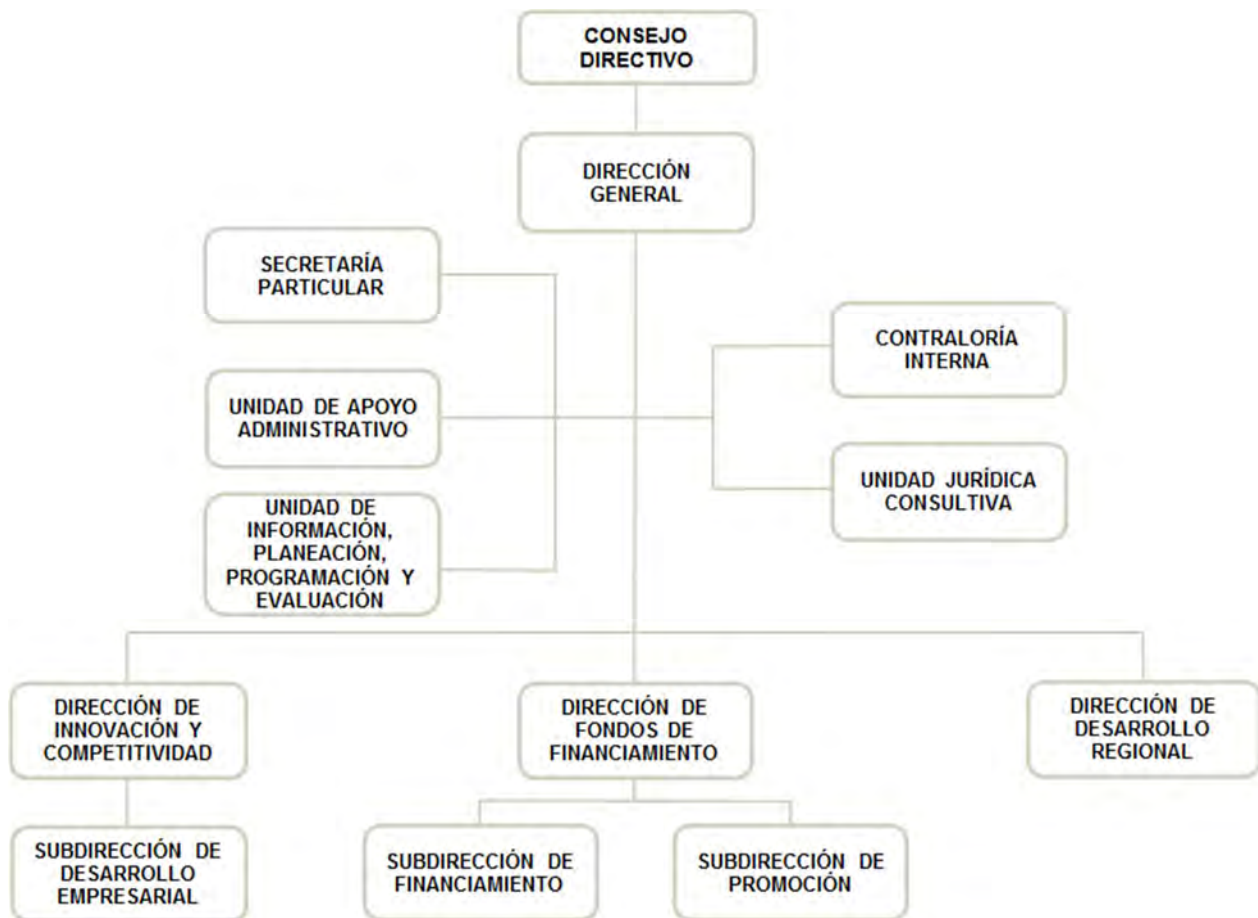 CONSEJO
DIRECTIVO
DIRECCIÓN
GENERAL
SECRETARÍA
PARTICULAR
CONTRALORÍA
INTERNA
UNIDAD DE APOYO
ADMINISTRATIVO
UNIDAD JURÍDICA
CONSULTIVA
UNIDAD DE
INFORMACIÓN,
PLANEACIÓN,
PROGRAMACIÓN Y
EVALUACIÓN
DIRECCIÓN DE
INNOVACIÓN Y
COMPETITIVIDAD
DIRECCIÓN DE
FONDOS DE
FINANCIAMIENTO
DIRECCIÓN DE
DESARROLLO
REGIONAL
SUBDIRECCIÓN DE
DESARROLLO
EMPRESARIAL
SUBDIRECCIÓN DE
FINANCIAMIENTO
SUBDIRECCIÓN DE
PROMOCIÓN